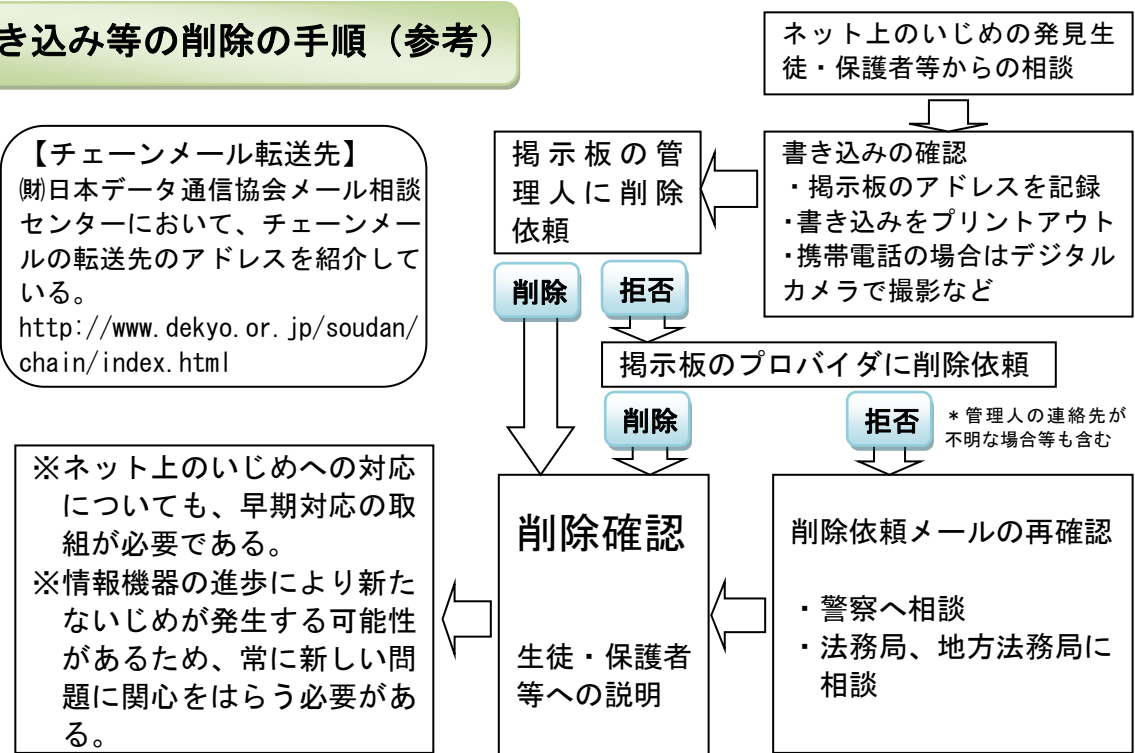 き込み等の削除の手順（参考）
ネット上のいじめの発見生
徒・保護者等からの相談
【チェーンメール転送先】
㈶日本データ通信協会メール相談
センターにおいて、チェーンメー
ルの転送先のアドレスを紹介して
いる。
http://www.dekyo.or.jp/soudan/
chain/index.html
掲示板の管
理人に削除
依頼
書き込みの確認
・掲示板のアドレスを記録
・書き込みをプリントアウト
・携帯電話の場合はデジタル
カメラで撮影など
削除
拒否
掲示板のプロバイダに削除依頼
削除
拒否
＊管理人の連絡先が
不明な場合等も含む
※ネット上のいじめへの対応
についても、早期対応の取
組が必要である。
※情報機器の進歩により新た
ないじめが発生する可能性
があるため、常に新しい問
題に関心をはらう必要があ
る。
削除確認
生徒・保護者
等への説明
削除依頼メールの再確認
・警察へ相談
・法務局、地方法務局に
相談